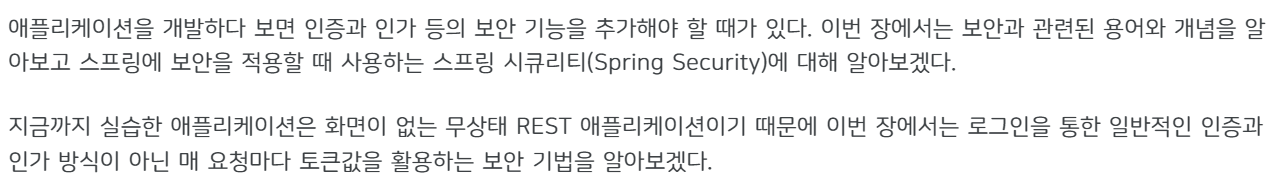 애플리케이션을 개발하다 보면 인증과 인가 등의 보안 기능을 추가해야 할 때가 있다. 이번 장에서는 보안과 관련된 용어와 개념을 알
아보고 스프링에 보안을 적용할 때 사용하는 스프링 시큐리티(Spring Security)에 대해 알아보겠다.
지금까지 실습한 애플리케이션은 화면이 없는 무상태 REST 애플리케이션이기 때문에 이번 장에서는 로그인을 통한 일반적인 인증과
인가 방식이 아닌 매 요청마다 토큰값을 활용하는 보안 기법을 알아보겠다.